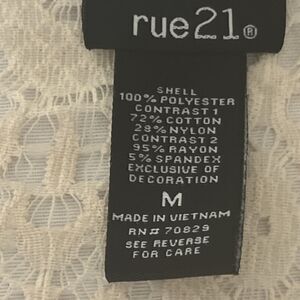 rue21®
SHELL
100% POLYESTER
CONTRAST 1
72% COTTON
28% NYLON
CONTRAST 2
95% RAYON
5% SPANDEX
EXCLUSIVE OF
DECORATION
M
MADE IN VIETNAM
RN# 70829
SEE REVERSE
FOR CARE